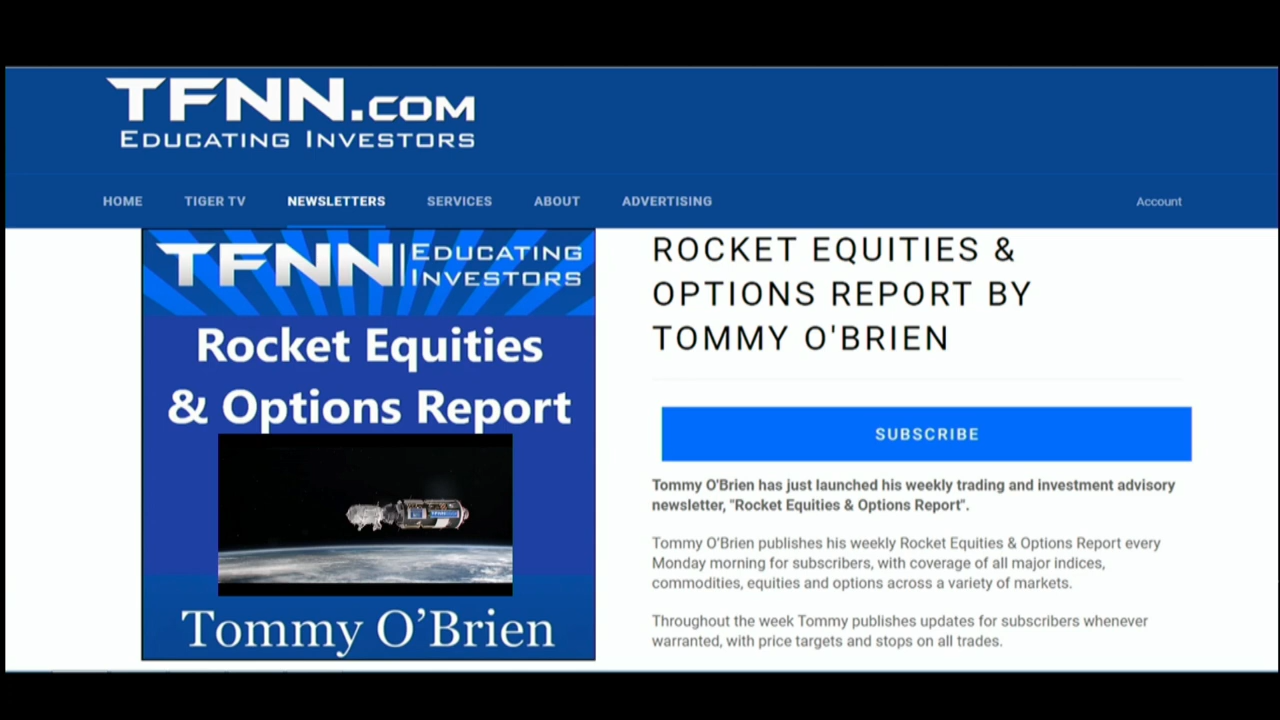 TFNN.COM
EDUCATING INVESTORS
HOME TIGER TV NEWSLETTERS SERVICES ABOUT ADVERTISING Account
TFNN | EDUCATING
INVESTORS
Rocket Equities
& Options Report
TFNN
Tommy O’Brien
ROCKET EQUITIES &
OPTIONS REPORT BY
TOMMY O'BRIEN
SUBSCRIBE
Tommy O'Brien has just launched his weekly trading and investment advisory
newsletter, "Rocket Equities & Options Report".
Tommy O’Brien publishes his weekly Rocket Equities & Options Report every
Monday morning for subscribers, with coverage of all major indices,
commodities, equities and options across a variety of markets.
Throughout the week Tommy publishes updates for subscribers whenever
warranted, with price targets and stops on all trades.